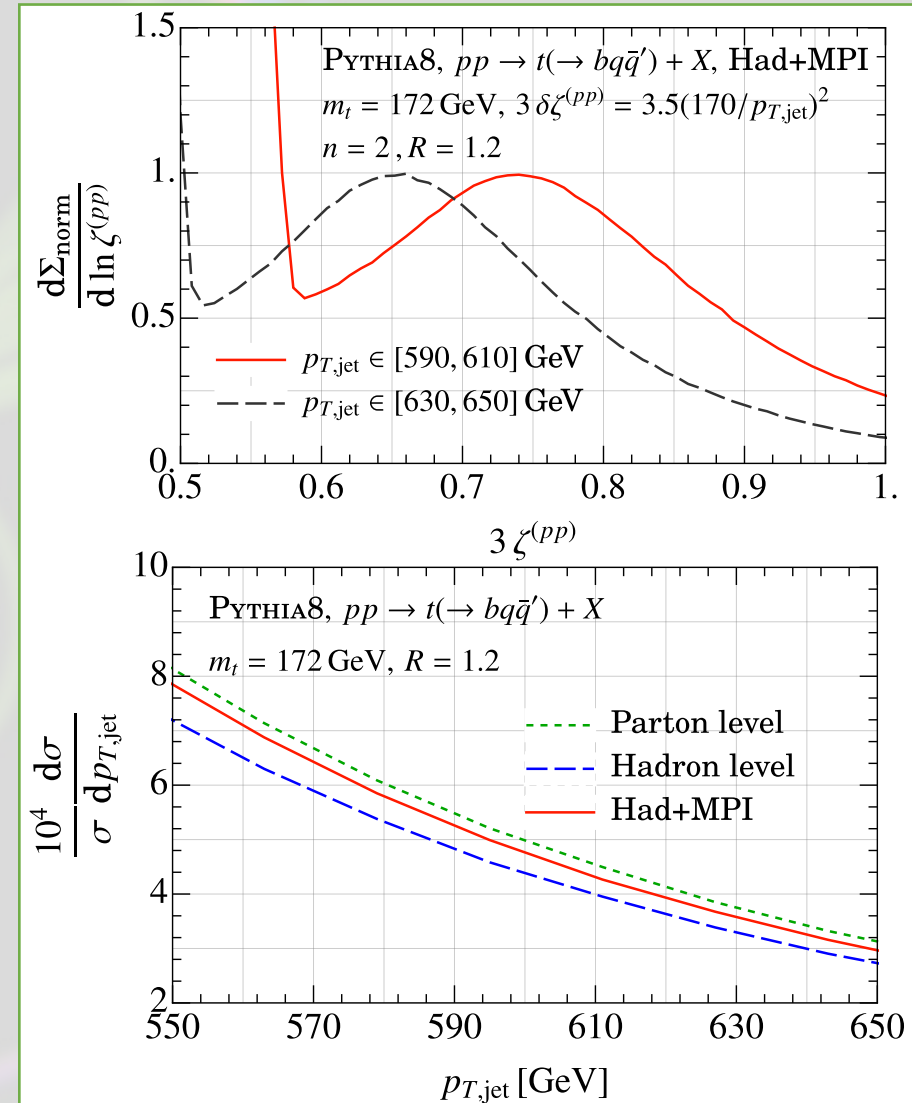 PYTHIA8, pp → t(→ bqq̄′) + X, Had+MPI
m_t = 172 GeV, 3 δζ^(pp) = 3.5(170/p_T,jet)^2
n = 2 , R = 1.2
1.5
1.
0.5
0.
dΣ_norm
d ln ζ^(pp)
p_T,jet ∈ [590, 610] GeV
p_T,jet ∈ [630, 650] GeV
0.5 0.6 0.7 0.8 0.9 1.
3 ζ^(pp)
PYTHIA8, pp → t(→ bqq̄′) + X
m_t = 172 GeV, R = 1.2
10
8
6
4
2
10^4 dσ
σ dp_T,jet
Parton level
Hadron level
Had+MPI
550 570 590 610 630 650
p_T,jet [GeV]